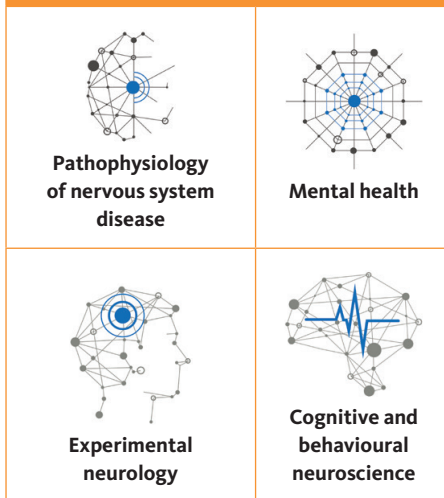 Pathophysiology
of nervous system
disease
Mental health
Experimental
neurology
Cognitive and
behavioural
neuroscience